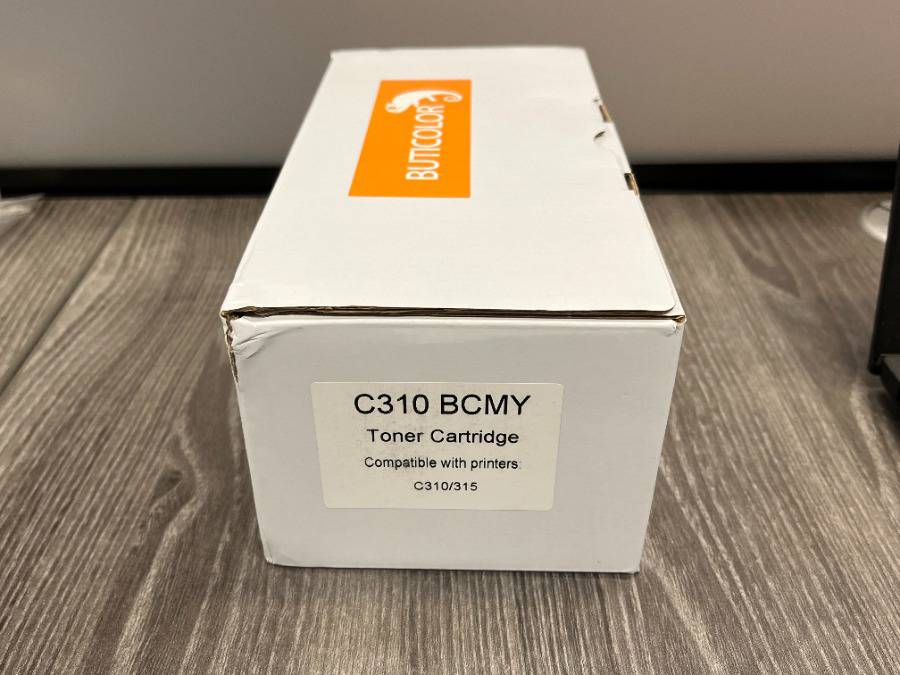 BUTICOLOR
C310 BCMY
Toner Cartridge
Compatible with printers:
C310/315